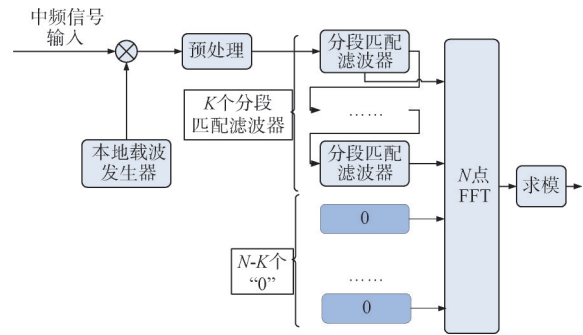 中频信号
输入
预处理
本地载波
发生器
K个分段
匹配滤波器
分段匹配
滤波器
……
分段匹配
滤波器
N-K个
“0”
0
……
0
N点
FFT
求模